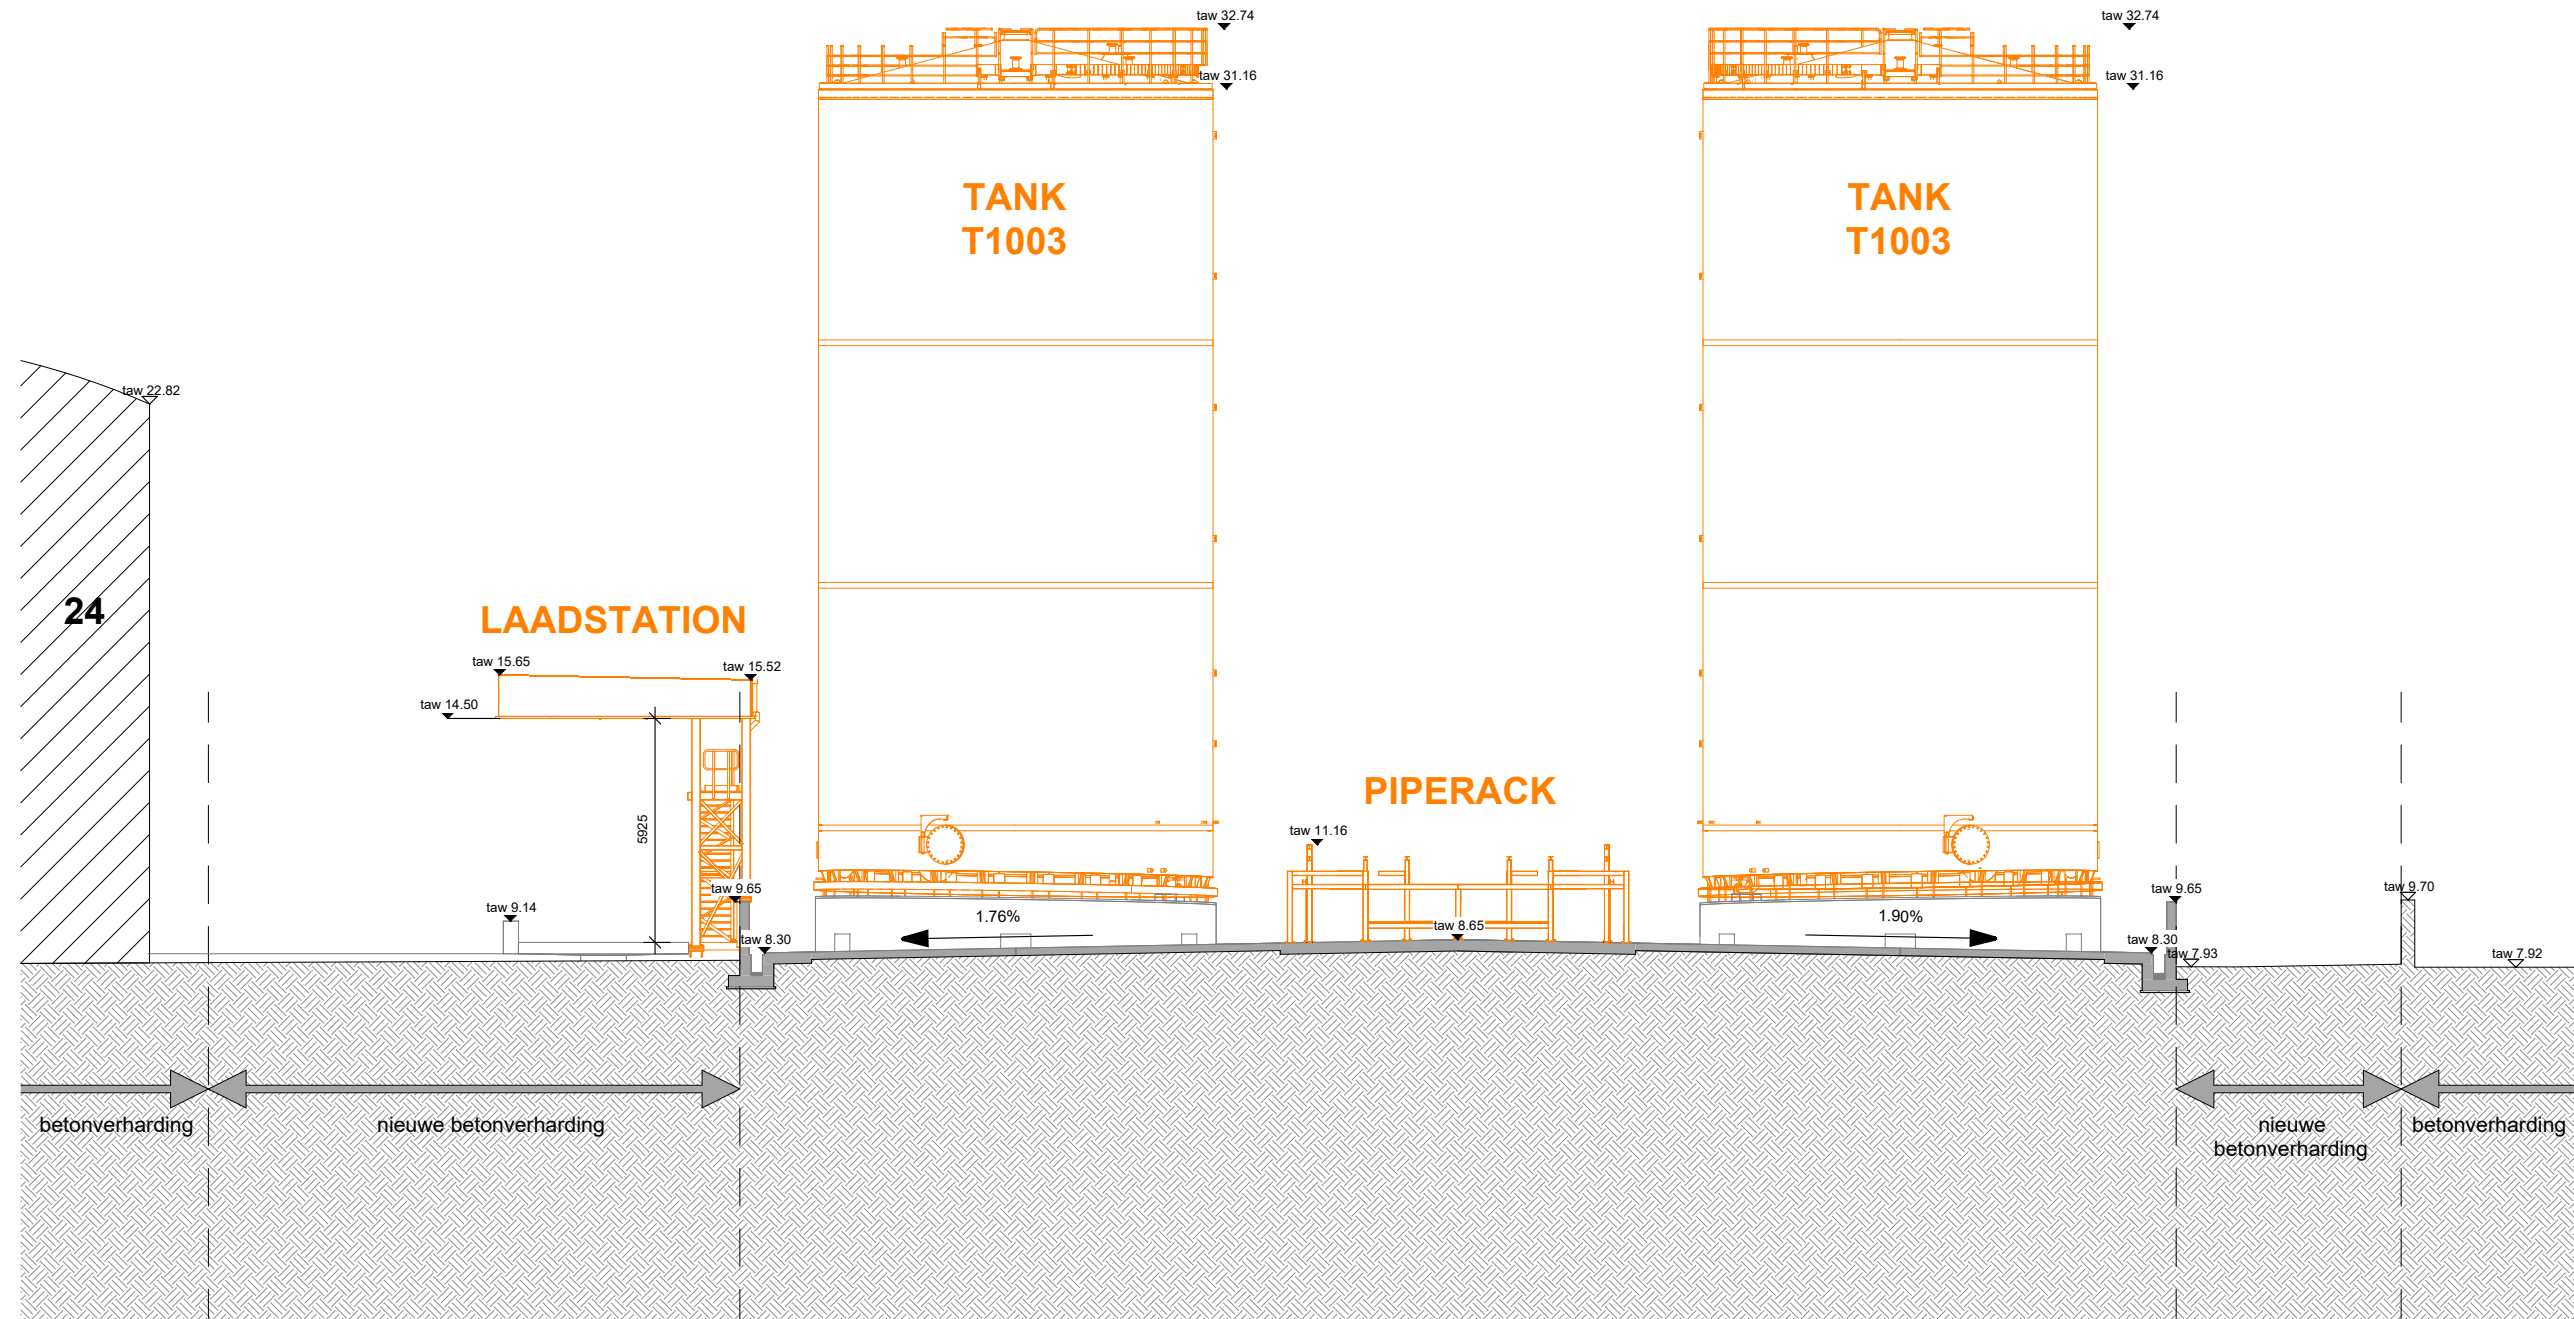 taw 32.74
taw 32.74
taw 31.16
taw 31.16
TANK
T1003
TANK
T1003
taw 22.82
24
LAADSTATION
taw 15.65
taw 15.52
taw 14.50
PIPERACK
5925
taw 11.16
taw 9.65
taw 9.65
taw 9.70
taw 9.14
1.76%
1.90%
taw 8.65
taw 8.30
taw 8.30
taw 7.93
taw 7.92
betonverharding
nieuwe betonverharding
nieuwe
betonverharding
betonverharding